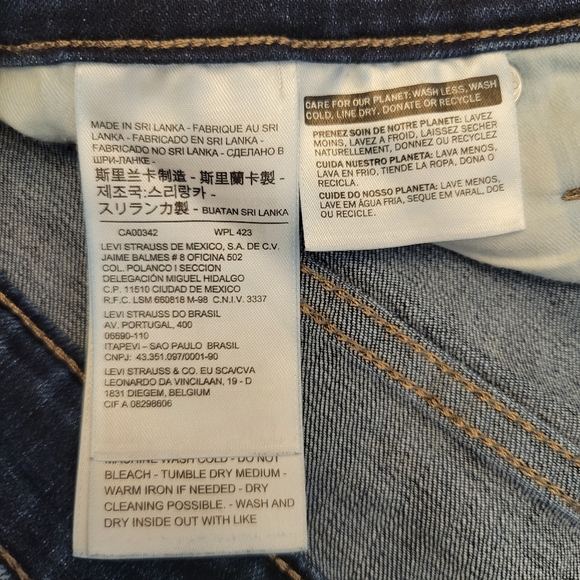 MADE IN SRI LANKA - FABRIQUE AU SRI
LANKA - FABRICADO EN SRI LANKA -
FABRICADO NO SRI LANKA - СДЕЛАНО В
ШРИ-ЛАНКЕ -
斯里兰卡制造 - 斯里蘭卡製 -
제조국:스리랑카 -
スリランカ製 - BUATAN SRI LANKA
CA00342 WPL 423
LEVI STRAUSS DE MEXICO, S.A. DE C.V.
JAIME BALMES # 8 OFICINA 502
COL. POLANCO I SECCION
DELEGACIÓN MIGUEL HIDALGO
C.P. 11510 CIUDAD DE MÉXICO
R.F.C. LSM 660818 M-98 C.N.I.V. 3337
LEVI STRAUSS DO BRASIL
AV. PORTUGAL, 400
06690-110
ITAPEVI - SAO PAULO BRASIL
CNPJ: 43.351.097/0001-90
LEVI STRAUSS & CO. EU SCA/CVA
LEONARDO DA VINCILAAN, 19 - D
1831 DIEGEM, BELGIUM
CIF A 08298606
MACHINE WASH COLD - DO NOT
BLEACH - TUMBLE DRY MEDIUM -
WARM IRON IF NEEDED - DRY
CLEANING POSSIBLE. - WASH AND
DRY INSIDE OUT WITH LIKE
CARE FOR OUR PLANET: WASH LESS, WASH
COLD, LINE DRY, DONATE OR RECYCLE
PRENEZ SOIN DE NOTRE PLANETE: LAVEZ
MOINS, LAVEZ A FROID, LAISSEZ SECHER
NATURELLEMENT, DONNEZ OU RECYCLEZ
CUIDA NUESTRO PLANETA: LAVA MENOS,
LAVA EN FRIO, TIENDE LA ROPA, DONA O
RECICLA.
CUIDE DO NOSSO PLANETA: LAVE MENOS,
LAVE EM ÁGUA FRIA, SEQUE EM VARAL, DOE
OU RECICLE.